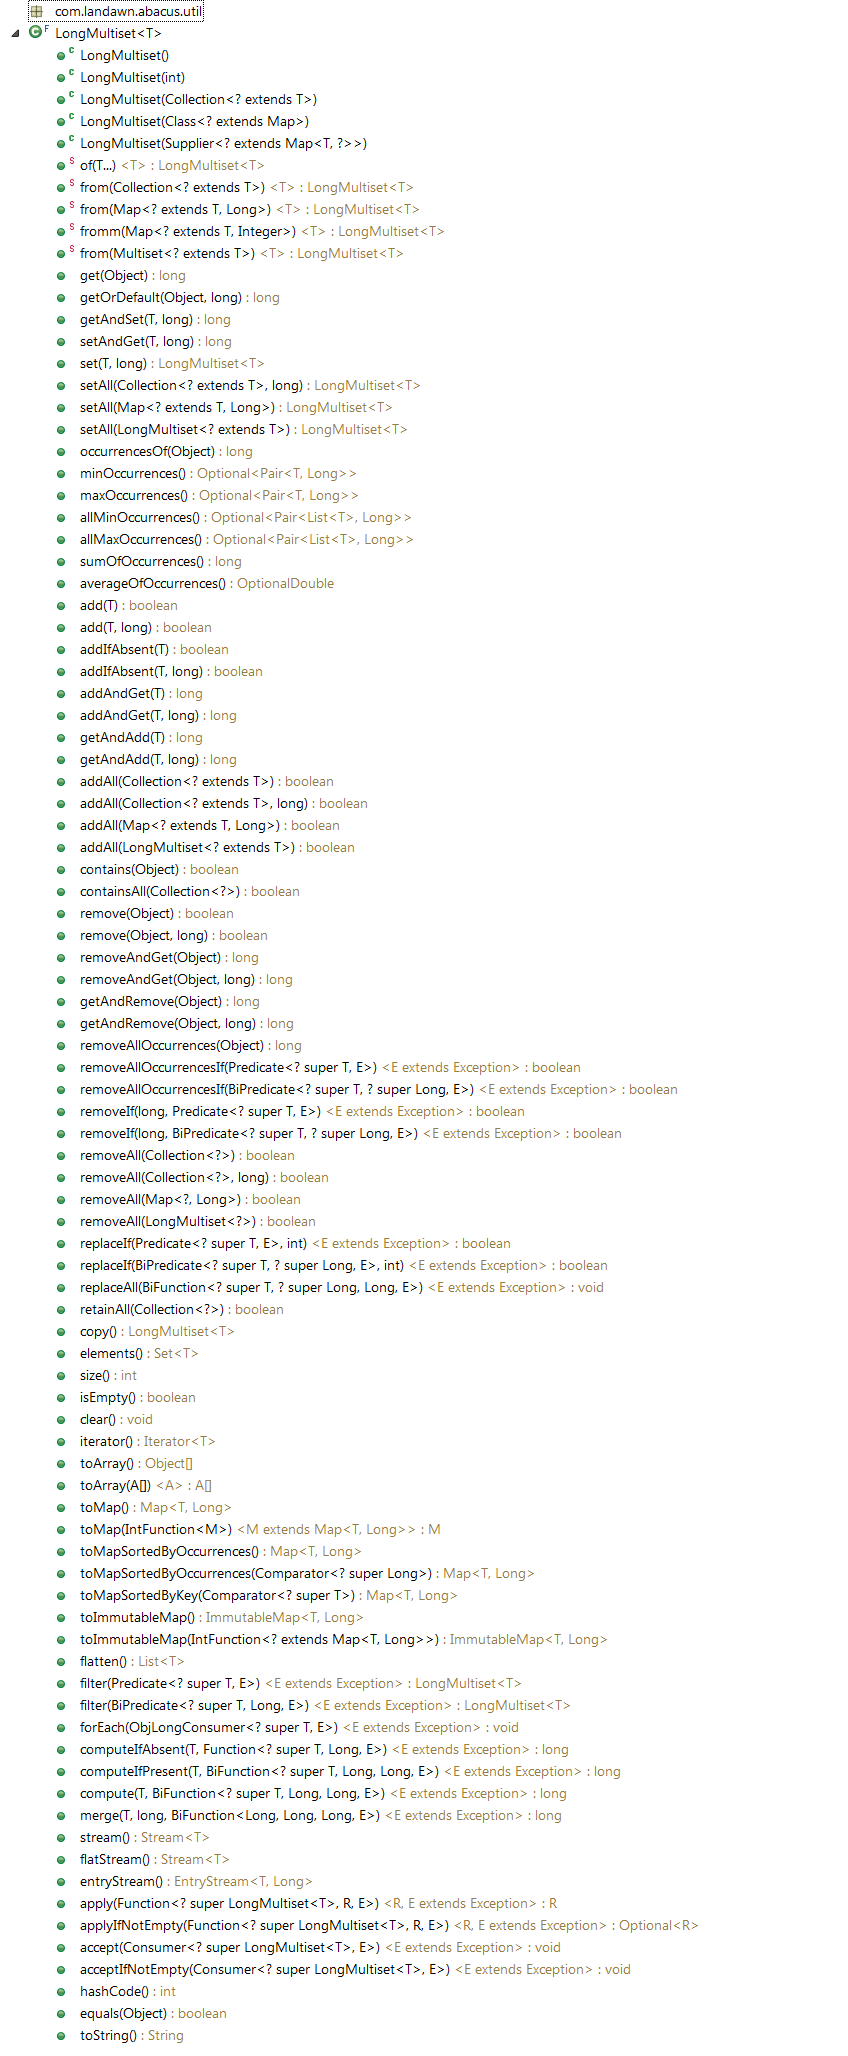 com.landawn.abacus.util
C F LongMultiset<T>
C LongMultiset()
C LongMultiset(int)
C LongMultiset(Collection<? extends T>)
C LongMultiset(Class<? extends Map>)
C LongMultiset(Supplier<? extends Map<T, ?>>)
S of(T...) <T> : LongMultiset<T>
S from(Collection<? extends T>) <T> : LongMultiset<T>
S from(Map<? extends T, Long>) <T> : LongMultiset<T>
S fromm(Map<? extends T, Integer>) <T> : LongMultiset<T>
S from(Multiset<? extends T>) <T> : LongMultiset<T>
get(Object) : long
getOrDefault(Object, long) : long
getAndSet(T, long) : long
setAndGet(T, long) : long
set(T, long) : LongMultiset<T>
setAll(Collection<? extends T>, long) : LongMultiset<T>
setAll(Map<? extends T, Long>) : LongMultiset<T>
setAll(LongMultiset<? extends T>) : LongMultiset<T>
occurrencesOf(Object) : long
minOccurrences() : Optional<Pair<T, Long>>
maxOccurrences() : Optional<Pair<T, Long>>
allMinOccurrences() : Optional<Pair<List<T>, Long>>
allMaxOccurrences() : Optional<Pair<List<T>, Long>>
sumOfOccurrences() : long
averageOfOccurrences() : OptionalDouble
add(T) : boolean
add(T, long) : boolean
addIfAbsent(T) : boolean
addIfAbsent(T, long) : boolean
addAndGet(T) : long
addAndGet(T, long) : long
getAndAdd(T) : long
getAndAdd(T, long) : long
addAll(Collection<? extends T>) : boolean
addAll(Collection<? extends T>, long) : boolean
addAll(Map<? extends T, Long>) : boolean
addAll(LongMultiset<? extends T>) : boolean
contains(Object) : boolean
containsAll(Collection<?>) : boolean
remove(Object) : boolean
remove(Object, long) : boolean
removeAndGet(Object) : long
removeAndGet(Object, long) : long
getAndRemove(Object) : long
getAndRemove(Object, long) : long
removeAllOccurrences(Object) : long
removeAllOccurrencesIf(Predicate<? super T, E>) <E extends Exception> : boolean
removeAllOccurrencesIf(BiPredicate<? super T, ? super Long, E>) <E extends Exception> : boolean
removeIf(long, Predicate<? super T, E>) <E extends Exception> : boolean
removeIf(long, BiPredicate<? super T, ? super Long, E>) <E extends Exception> : boolean
removeAll(Collection<?>) : boolean
removeAll(Collection<?>, long) : boolean
removeAll(Map<?, Long>) : boolean
removeAll(LongMultiset<?>) : boolean
replaceIf(Predicate<? super T, E>, int) <E extends Exception> : boolean
replaceIf(BiPredicate<? super T, ? super Long, E>, int) <E extends Exception> : boolean
replaceAll(BiFunction<? super T, ? super Long, Long, E>) <E extends Exception> : void
retainAll(Collection<?>) : boolean
copy() : LongMultiset<T>
elements() : Set<T>
size() : int
isEmpty() : boolean
clear() : void
iterator() : Iterator<T>
toArray() : Object[]
toArray(A[]) <A> : A[]
toMap() : Map<T, Long>
toMap(IntFunction<M>) <M extends Map<T, Long>> : M
toMapSortedByOccurrences() : Map<T, Long>
toMapSortedByOccurrences(Comparator<? super Long>) : Map<T, Long>
toMapSortedByKey(Comparator<? super T>) : Map<T, Long>
toImmutableMap() : ImmutableMap<T, Long>
toImmutableMap(IntFunction<? extends Map<T, Long>>) : ImmutableMap<T, Long>
flatten() : List<T>
filter(Predicate<? super T, E>) <E extends Exception> : LongMultiset<T>
filter(BiPredicate<? super T, Long, E>) <E extends Exception> : LongMultiset<T>
forEach(ObjLongConsumer<? super T, E>) <E extends Exception> : void
computeIfAbsent(T, Function<? super T, Long, E>) <E extends Exception> : long
computeIfPresent(T, BiFunction<? super T, Long, Long, E>) <E extends Exception> : long
compute(T, BiFunction<? super T, Long, Long, E>) <E extends Exception> : long
merge(T, long, BiFunction<Long, Long, Long, E>) <E extends Exception> : long
stream() : Stream<T>
flatStream() : Stream<T>
entryStream() : EntryStream<T, Long>
apply(Function<? super LongMultiset<T>, R, E>) <R, E extends Exception> : R
applyIfNotEmpty(Function<? super LongMultiset<T>, R, E>) <R, E extends Exception> : Optional<R>
accept(Consumer<? super LongMultiset<T>, E>) <E extends Exception> : void
acceptIfNotEmpty(Consumer<? super LongMultiset<T>, E>) <E extends Exception> : void
hashCode() : int
equals(Object) : boolean
toString() : String